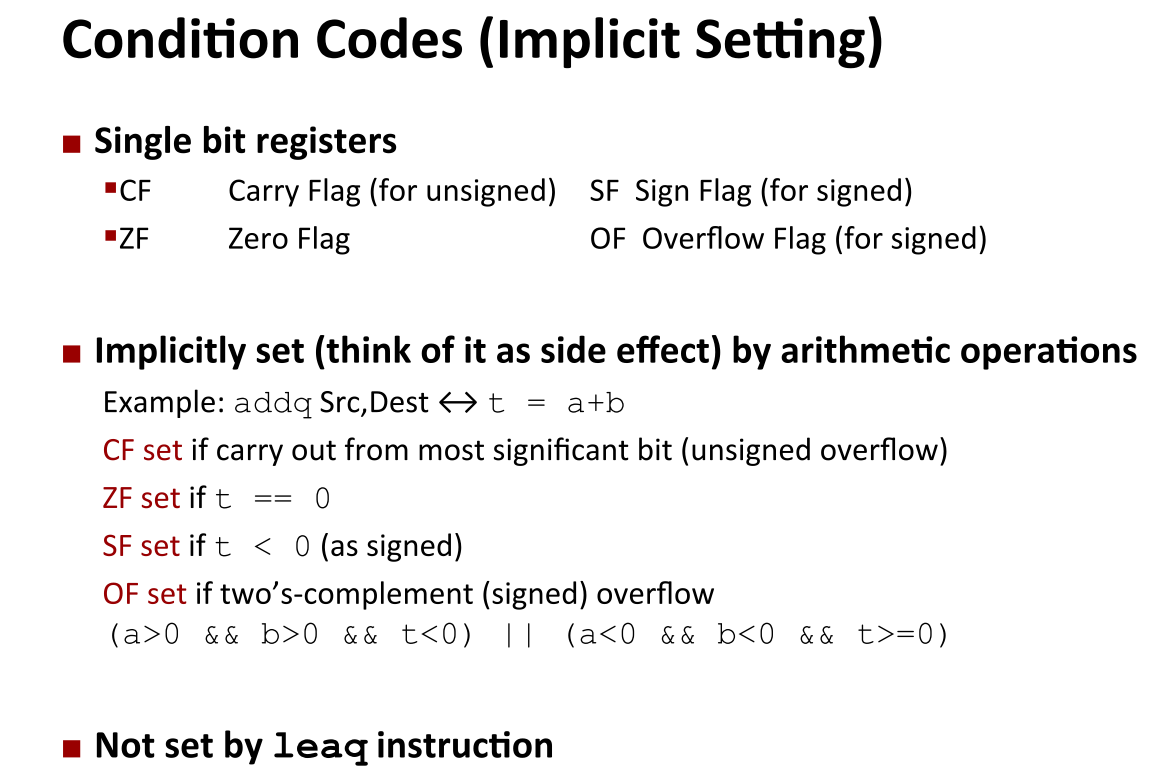 Condition Codes (Implicit Setting)
■ Single bit registers
▪CF Carry Flag (for unsigned) SF Sign Flag (for signed)
▪ZF Zero Flag OF Overflow Flag (for signed)
■ Implicitly set (think of it as side effect) by arithmetic operations
Example: addq Src,Dest ↔ t = a+b
CF set if carry out from most significant bit (unsigned overflow)
ZF set if t == 0
SF set if t < 0 (as signed)
OF set if two’s-complement (signed) overflow
(a>0 && b>0 && t<0) || (a<0 && b<0 && t>=0)
■ Not set by leaq instruction